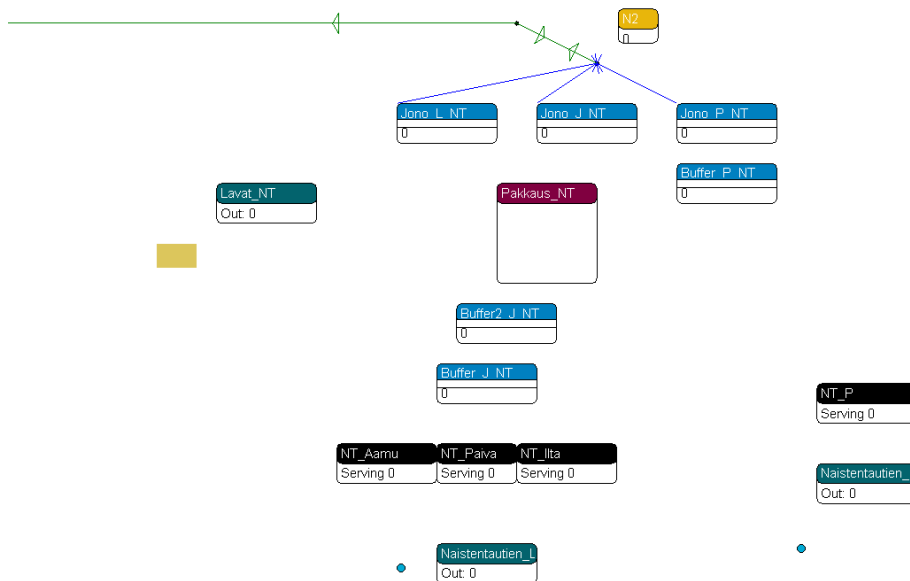 N2
0
Jono_L_NT
0
Jono_J_NT
0
Jono_P_NT
0
Buffer_P_NT
0
Lavat_NT
Out: 0
Pakkaus_NT
Buffer2_J_NT
0
Buffer_J_NT
0
NT_P
Serving 0
NT_Aamu
Serving 0
NT_Paiva
Serving 0
NT_Ilta
Serving 0
Naistentautien_
Out: 0
Naistentautien_L
Out: 0